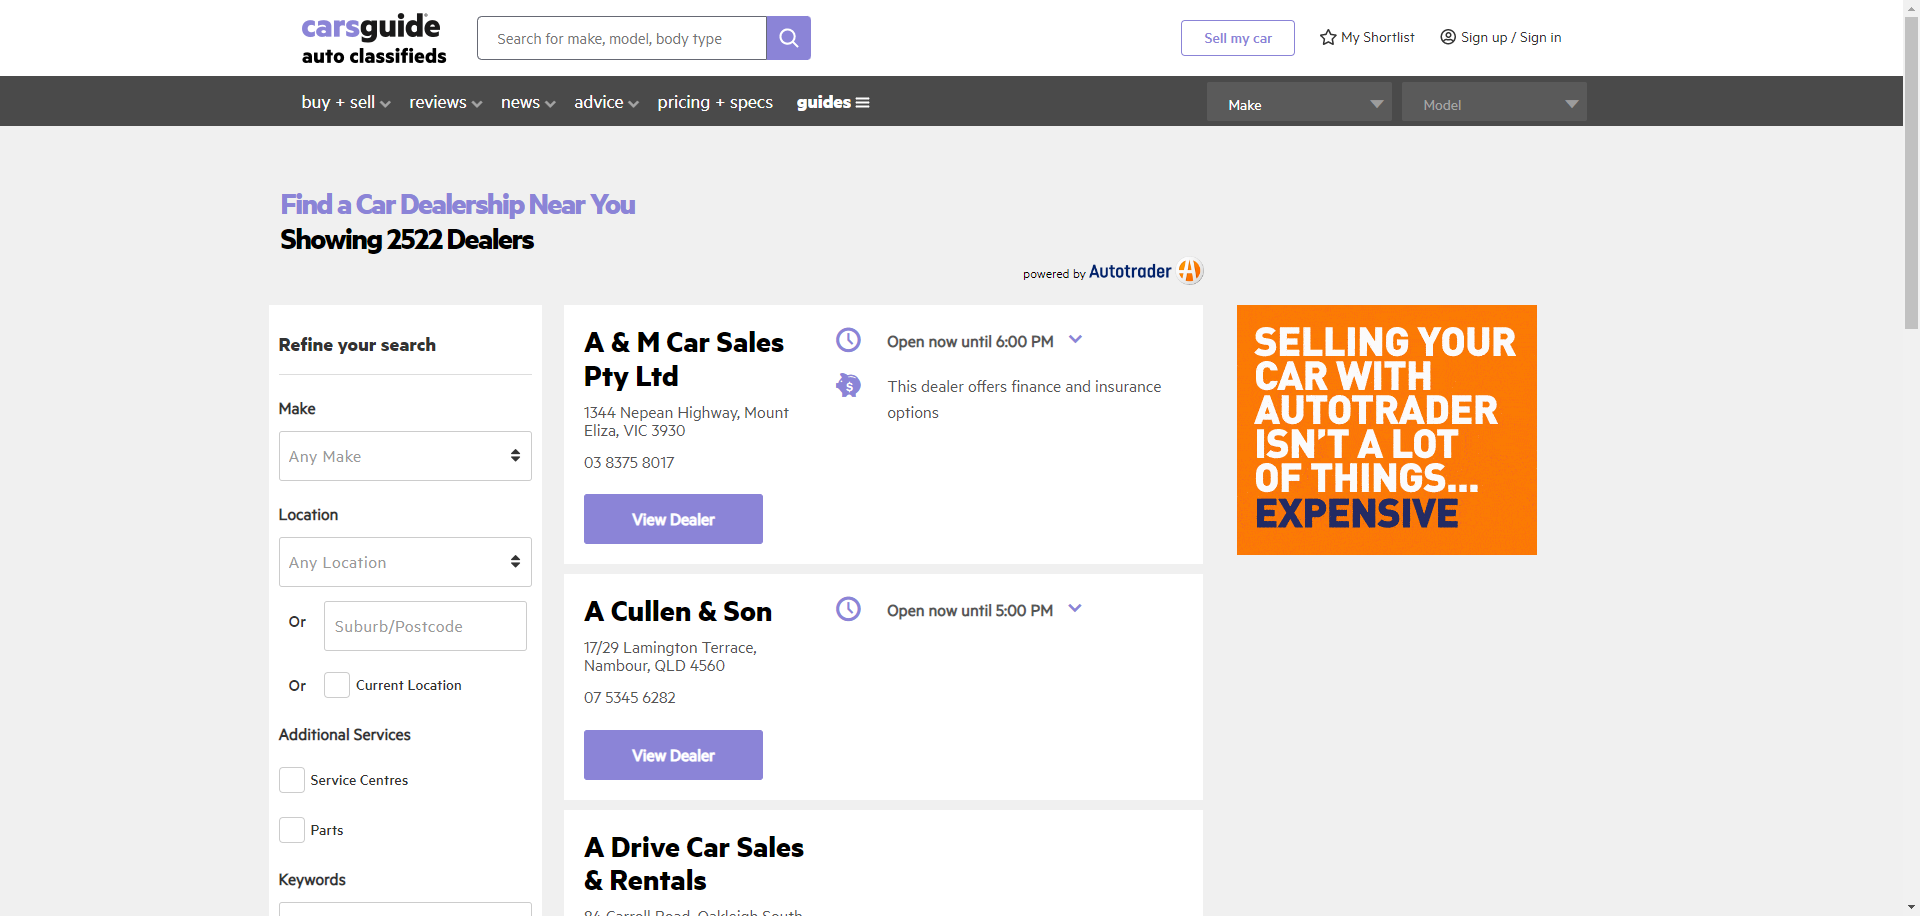 carsguide
auto classifieds
Search for make, model, body type
Sell my car
My Shortlist
Sign up / Sign in
buy + sell
reviews
news
advice
pricing + specs
guides
Make
Model
Find a Car Dealership Near You
Showing 2522 Dealers
powered by Autotrader
Refine your search
Make
Any Make
Location
Any Location
Or
Suburb/Postcode
Or
Current Location
Additional Services
Service Centres
Parts
Keywords
A & M Car Sales
Pty Ltd
1344 Nepean Highway, Mount
Eliza, VIC 3930
03 8375 8017
View Dealer
Open now until 6:00 PM
This dealer offers finance and insurance
options
A Cullen & Son
17/29 Lamington Terrace,
Nambour, QLD 4560
07 5345 6282
View Dealer
Open now until 5:00 PM
A Drive Car Sales
& Rentals
84 Carroll Road, Oakleigh South
SELLING YOUR
CAR WITH
AUTOTRADER
ISN'T A LOT
OF THINGS...
EXPENSIVE